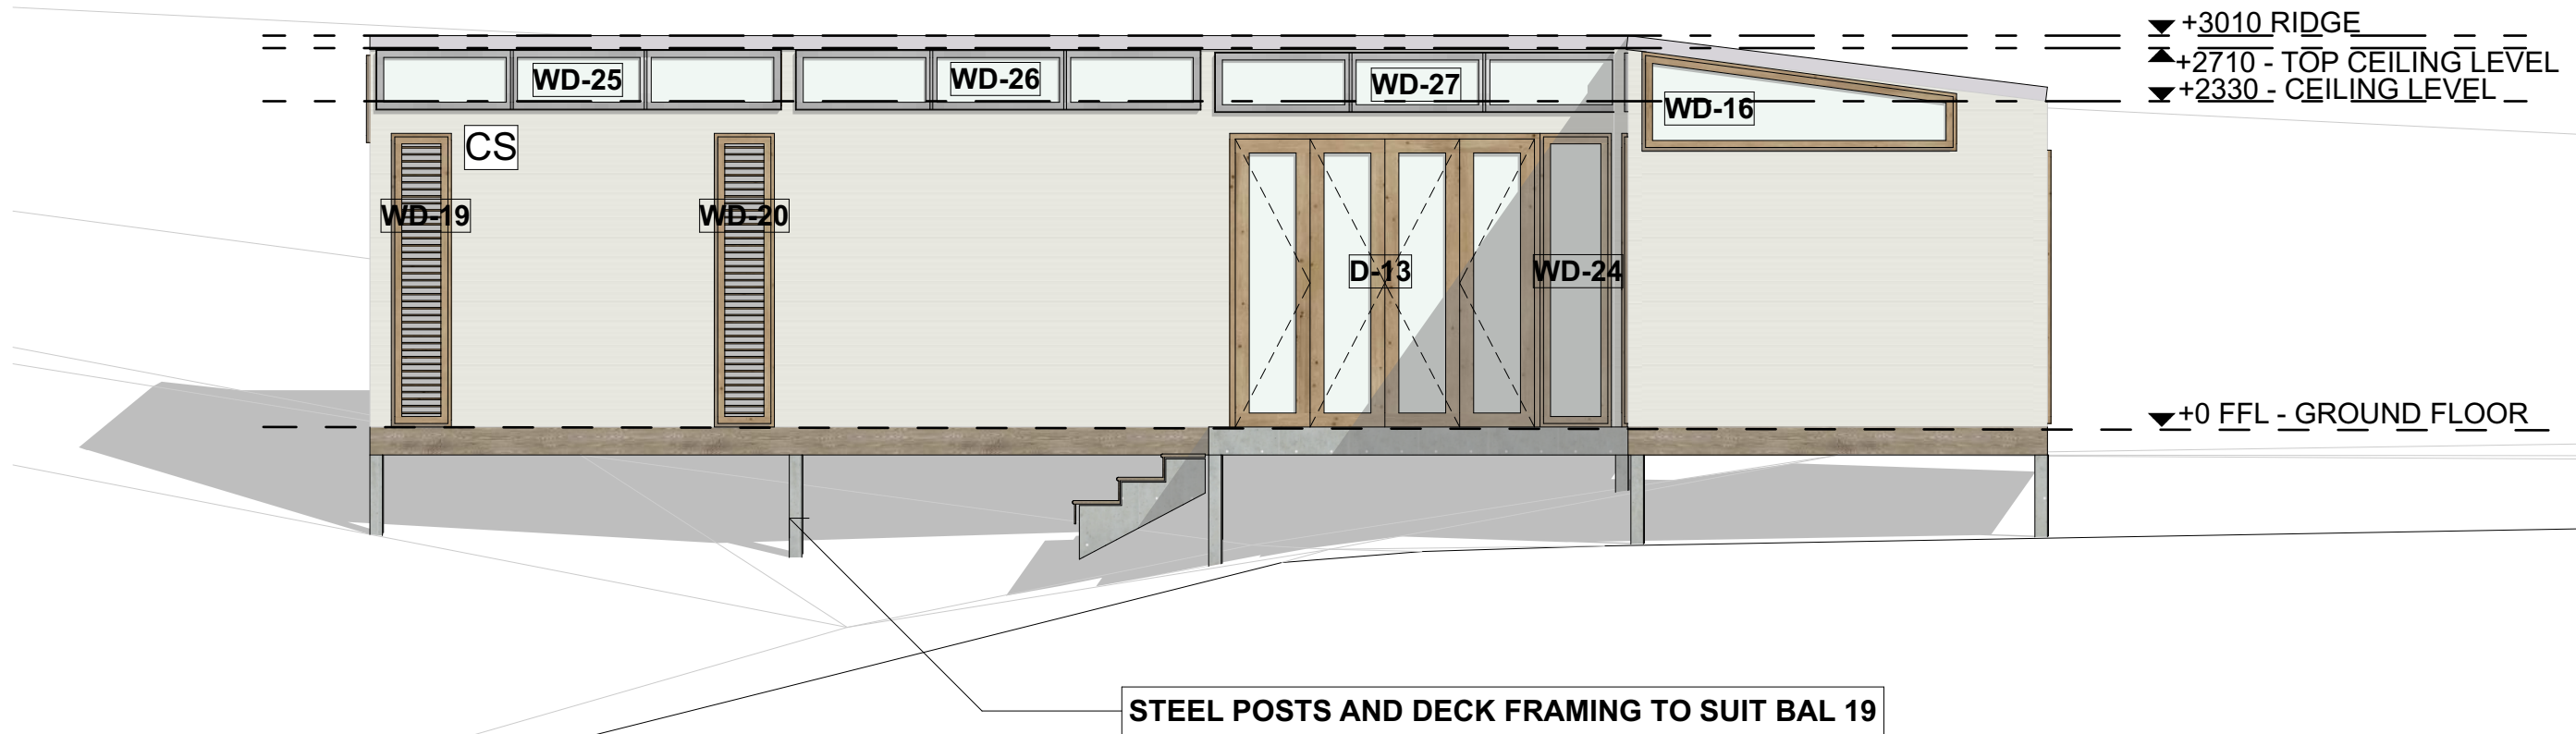 +3010 RIDGE
+2710 - TOP CEILING LEVEL
+2330 - CEILING LEVEL
WD-25
WD-26
WD-27
WD-16
CS
WD-19
WD-20
D-13
WD-24
+0 FFL - GROUND FLOOR
STEEL POSTS AND DECK FRAMING TO SUIT BAL 19